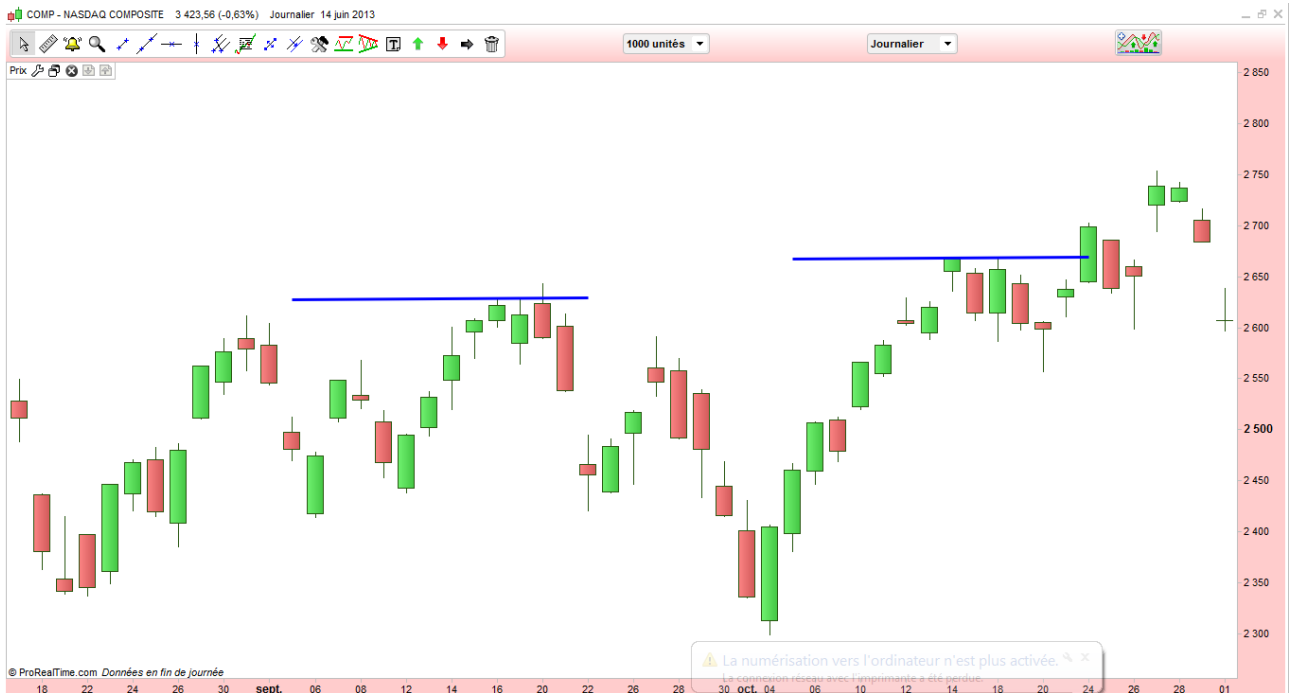 COMP - NASDAQ COMPOSITE 3 423,56 (-0,63%) Journalier 14 juin 2013
1000 unités
Journalier
Prix
2 850
2 800
2 750
2 700
2 650
2 600
2 550
2 500
2 450
2 400
2 350
2 300
La numérisation vers l'ordinateur n'est plus activée.
La connexion réseau avec l'imprimante a été perdue.
© ProRealTime.com Données en fin de journée
18 22 24 26 30 sept. 06 08 12 14 16 20 22 26 28 30 oct. 04 06 10 12 14 18 20 24 26 28 01